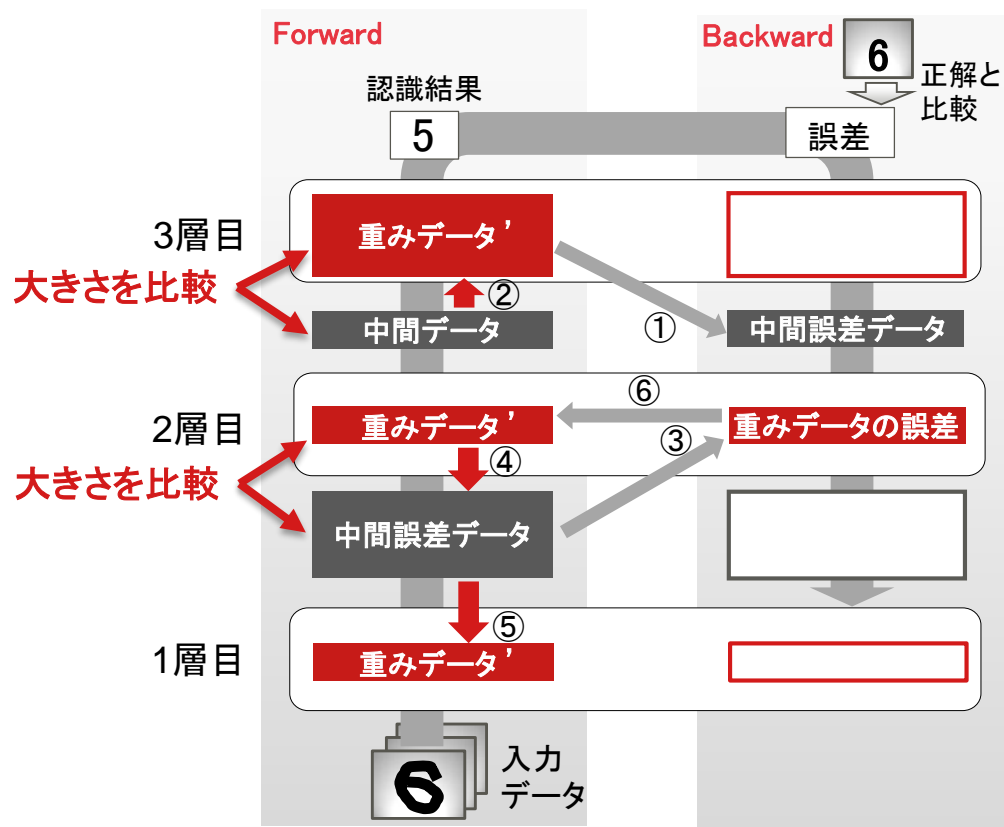 Forward
Backward
6
正解と
比較
認識結果
5
誤差
3層目
重みデータ’
大きさを比較
②
中間データ
①
中間誤差データ
⑥
2層目
重みデータ’
重みデータの誤差
③
④
大きさを比較
中間誤差データ
⑤
1層目
重みデータ’
6
入力
データ